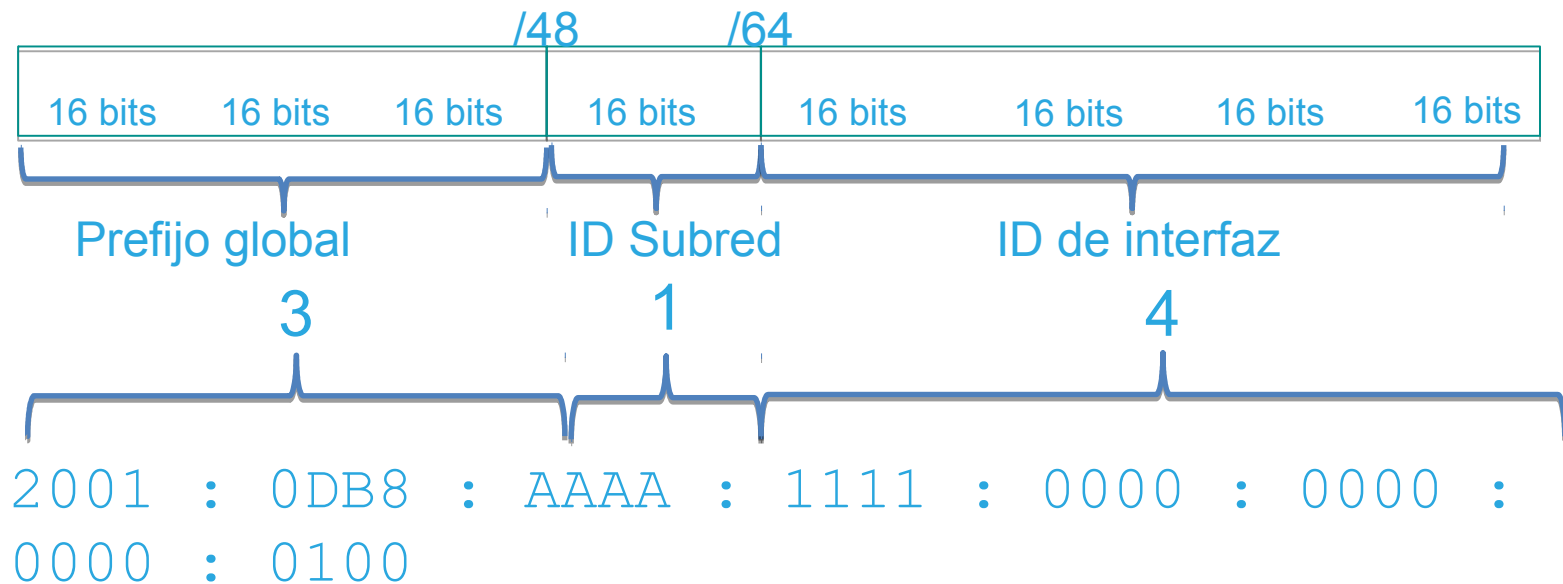 /48 /64
16 bits 16 bits 16 bits 16 bits 16 bits 16 bits 16 bits 16 bits
Prefijo global ID Subred ID de interfaz
3 1 4
2001 : 0DB8 : AAAA : 1111 : 0000 : 0000 :
0000 : 0100